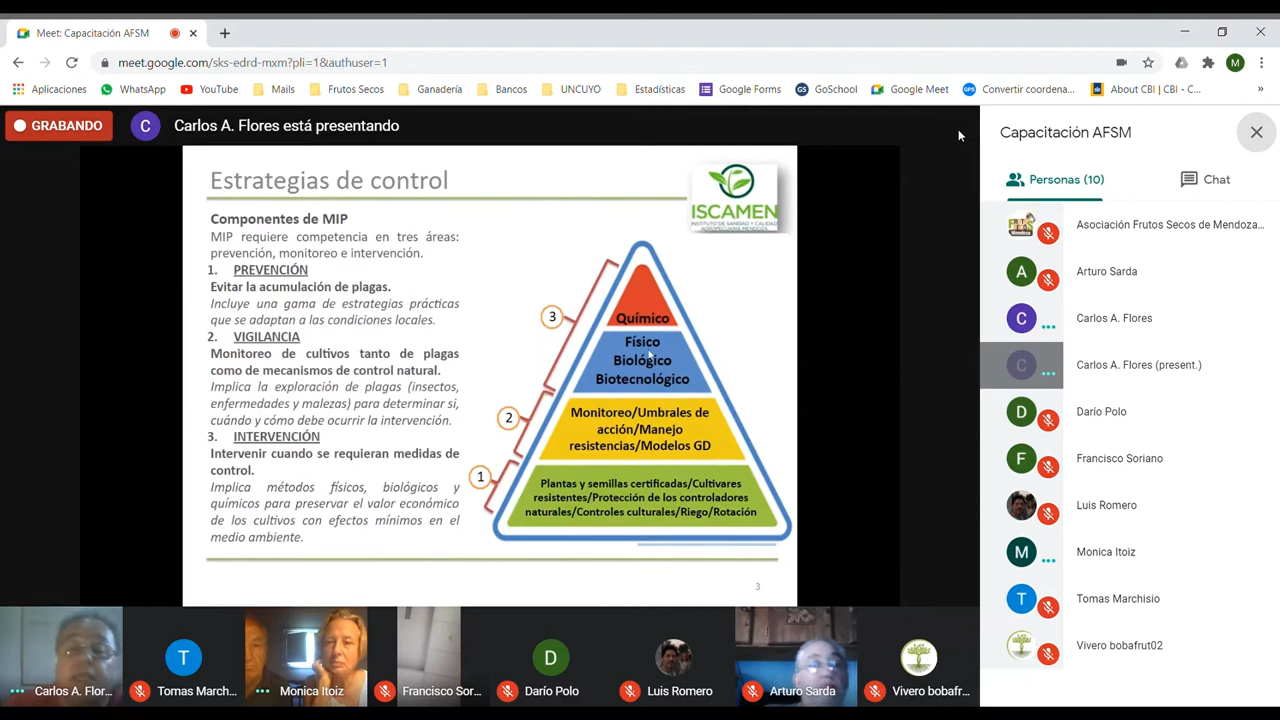 Meet: Capacitación AFSM
meet.google.com/sks-edrd-mxm?pli=1&authuser=1
M
Aplicaciones
WhatsApp
YouTube
Mails
Frutos Secos
Ganadería
Bancos
UNCUYO
Estadísticas
Google Forms
GS GoSchool
Google Meet
GPS Convertir coordena...
About CBI | CBI - C...
»
GRABANDO
C
Carlos A. Flores está presentando
Estrategias de control
ISCAMEN
INSTITUTO DE SANIDAD Y CALIDAD
AGROPECUARIA MENDOZA
Componentes de MIP
MIP requiere competencia en tres áreas:
prevención, monitoreo e intervención.
1. PREVENCIÓN
Evitar la acumulación de plagas.
Incluye una gama de estrategias prácticas
que se adaptan a las condiciones locales.
2. VIGILANCIA
Monitoreo de cultivos tanto de plagas
como de mecanismos de control natural.
Implica la exploración de plagas (insectos,
enfermedades y malezas) para determinar si,
cuándo y cómo debe ocurrir la intervención.
3. INTERVENCIÓN
Intervenir cuando se requieran medidas de
control.
Implica métodos físicos, biológicos y
químicos para preservar el valor económico
de los cultivos con efectos mínimos en el
medio ambiente.
3
Químico
Físico
Biológico
Biotecnológico
2
Monitoreo/Umbrales de
acción/Manejo
resistencias/Modelos GD
1
Plantas y semillas certificadas/Cultivares
resistentes/Protección de los controladores
naturales/Controles culturales/Riego/Rotación
3
Capacitación AFSM
Personas (10)
Chat
Asociación Frutos Secos de Mendoza...
A
Arturo Sarda
C
Carlos A. Flores
C
Carlos A. Flores (present.)
D
Darío Polo
F
Francisco Soriano
Luis Romero
M
Monica Itoiz
T
Tomas Marchisio
Vivero bobafrut02
Carlos A. Flor...
T
Tomas March...
Monica Itoiz
Francisco Sor...
D
Darío Polo
Luis Romero
Arturo Sarda
Vivero bobafr...